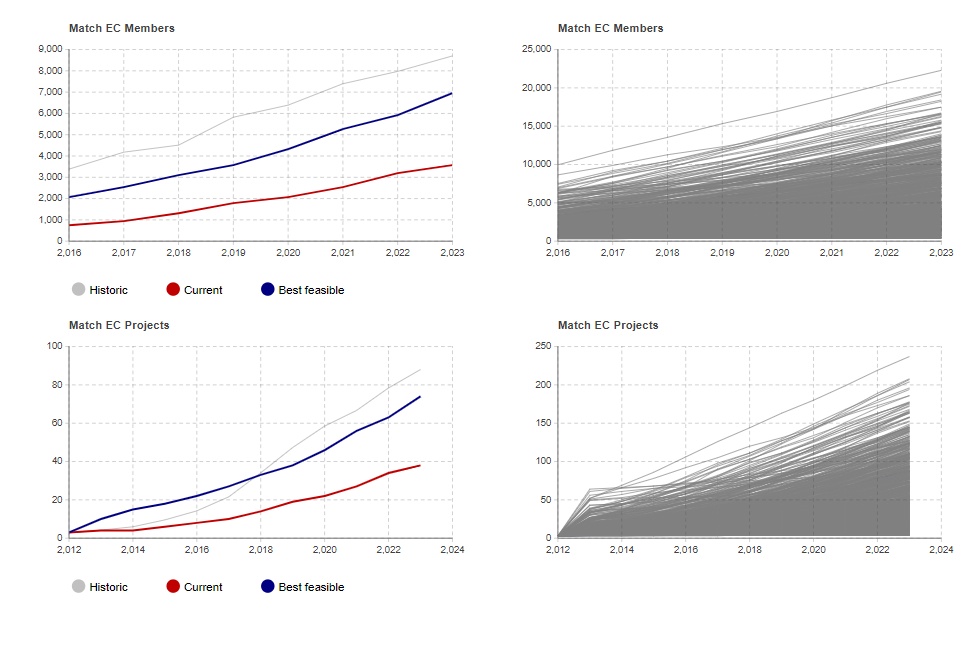 Match EC Members
9,000
8,000
7,000
6,000
5,000
4,000
3,000
2,000
1,000
0
2,016 2,017 2,018 2,019 2,020 2,021 2,022 2,023
Historic Current Best feasible
Match EC Members
25,000
20,000
15,000
10,000
5,000
0
2,016 2,017 2,018 2,019 2,020 2,021 2,022 2,023
Match EC Projects
100
80
60
40
20
0
2,012 2,014 2,016 2,018 2,020 2,022 2,024
Historic Current Best feasible
Match EC Projects
250
200
150
100
50
0
2,012 2,014 2,016 2,018 2,020 2,022 2,024